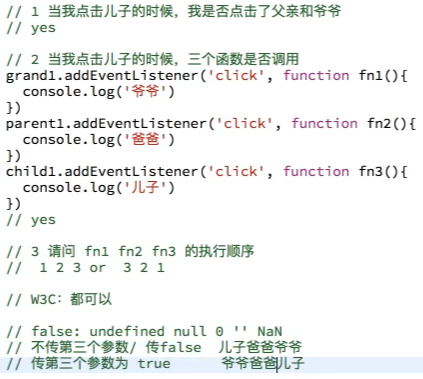 // 1 当我点击儿子的时候，我是否点击了父亲和爷爷
// yes
// 2 当我点击儿子的时候，三个函数是否调用
grand1.addEventListener('click', function fn1(){
  console.log('爷爷')
})
parent1.addEventListener('click', function fn2(){
  console.log('爸爸')
})
child1.addEventListener('click', function fn3(){
  console.log('儿子')
})
// yes
// 3 请问 fn1 fn2 fn3 的执行顺序
//  1 2 3 or  3 2 1
// W3C: 都可以
// false: undefined null 0 '' NaN
// 不传第三个参数/ 传false  儿子爸爸爷爷
// 传第三个参数为 true      爷爷爸爸儿子